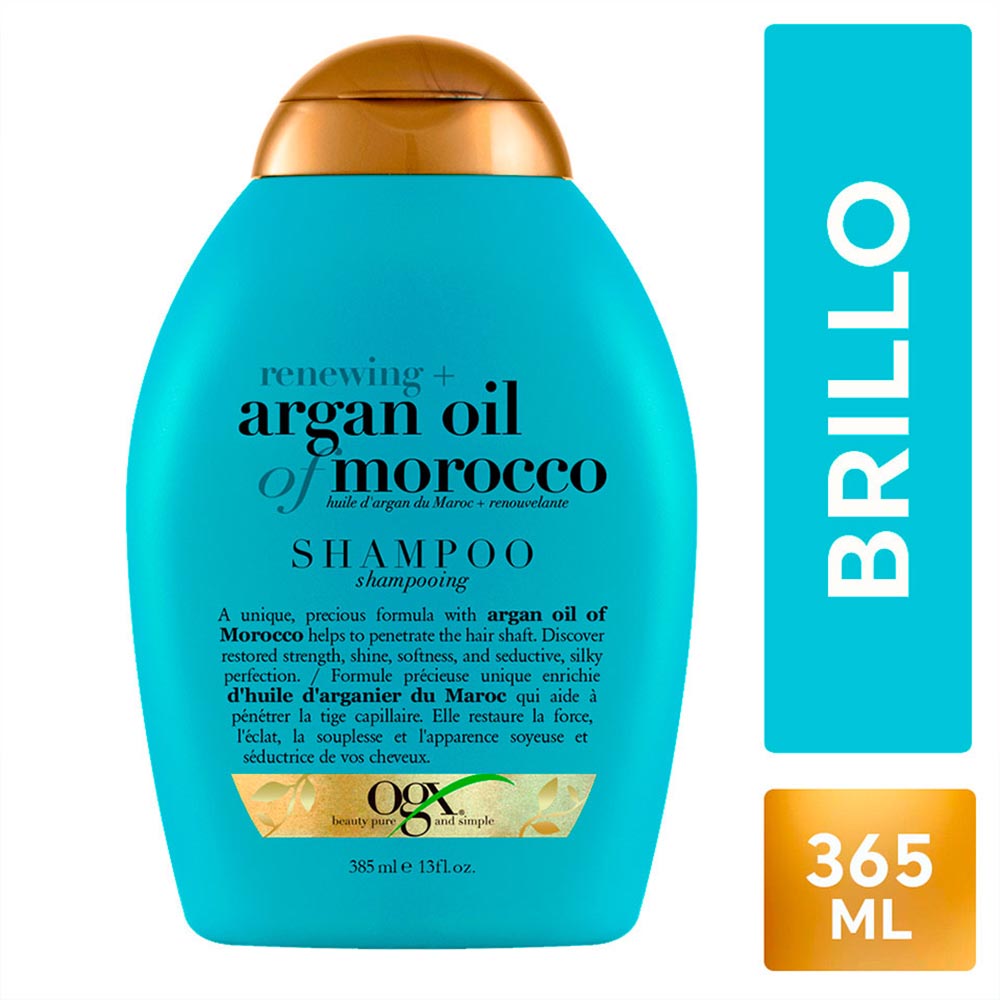 renewing +
argan oil
of morocco
huile d'argan du Maroc + renouvelante
SHAMPOO
shampooing
A unique, precious formula with argan oil of
Morocco helps to penetrate the hair shaft. Discover
restored strength, shine, softness, and seductive, silky
perfection. / Formule précieuse unique enrichie
d'huile d'arganier du Maroc qui aide à
pénétrer la tige capillaire. Elle restaure la force,
l'éclat, la souplesse et l'apparence soyeuse et
séductrice de vos cheveux.
ogx®
beauty pure and simple
385 ml e 13fl.oz.
BRILLO
365
ML